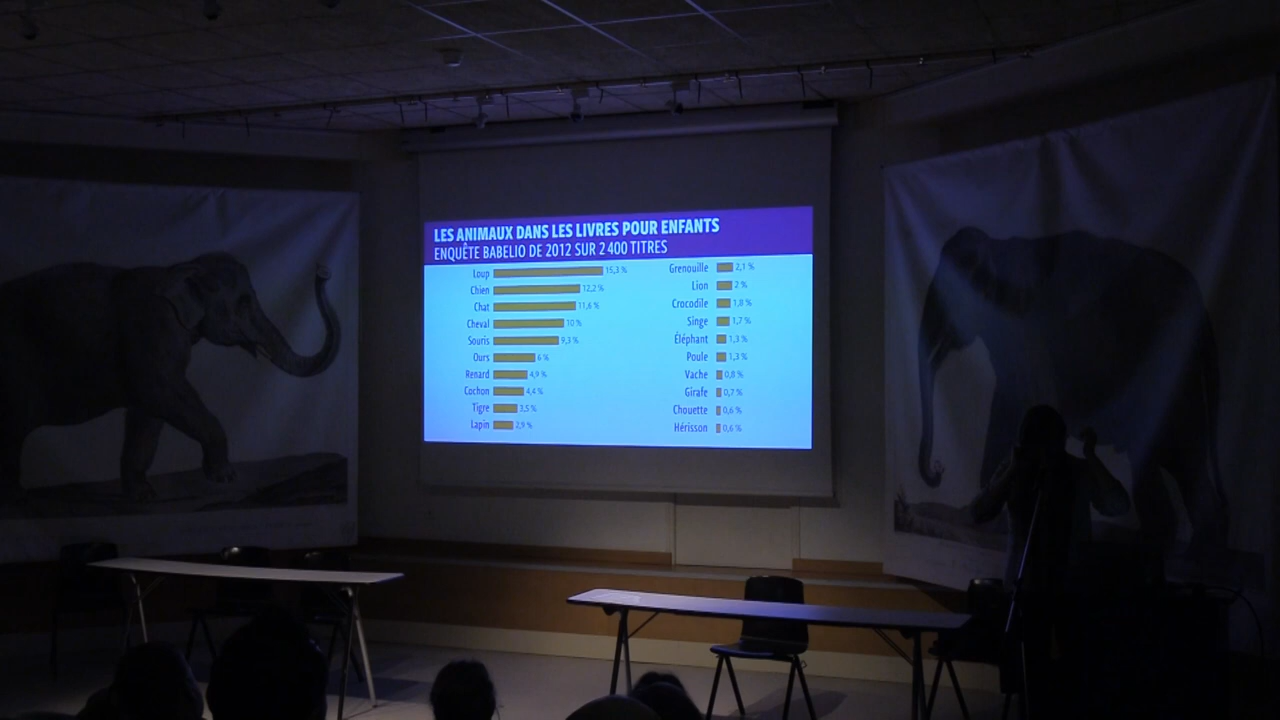 LES ANIMAUX DANS LES LIVRES POUR ENFANTS
ENQUÊTE BABELIO DE 2012 SUR 2 400 TITRES
Loup 15,3 %
Chien 12,2 %
Chat 11,6 %
Cheval 10 %
Souris 9,3 %
Ours 6 %
Renard 4,9 %
Cochon 4,4 %
Tigre 3,5 %
Lapin 2,9 %
Grenouille 2,1 %
Lion 2 %
Crocodile 1,8 %
Singe 1,7 %
Éléphant 1,3 %
Poule 1,3 %
Vache 0,8 %
Girafe 0,7 %
Chouette 0,6 %
Hérisson 0,6 %